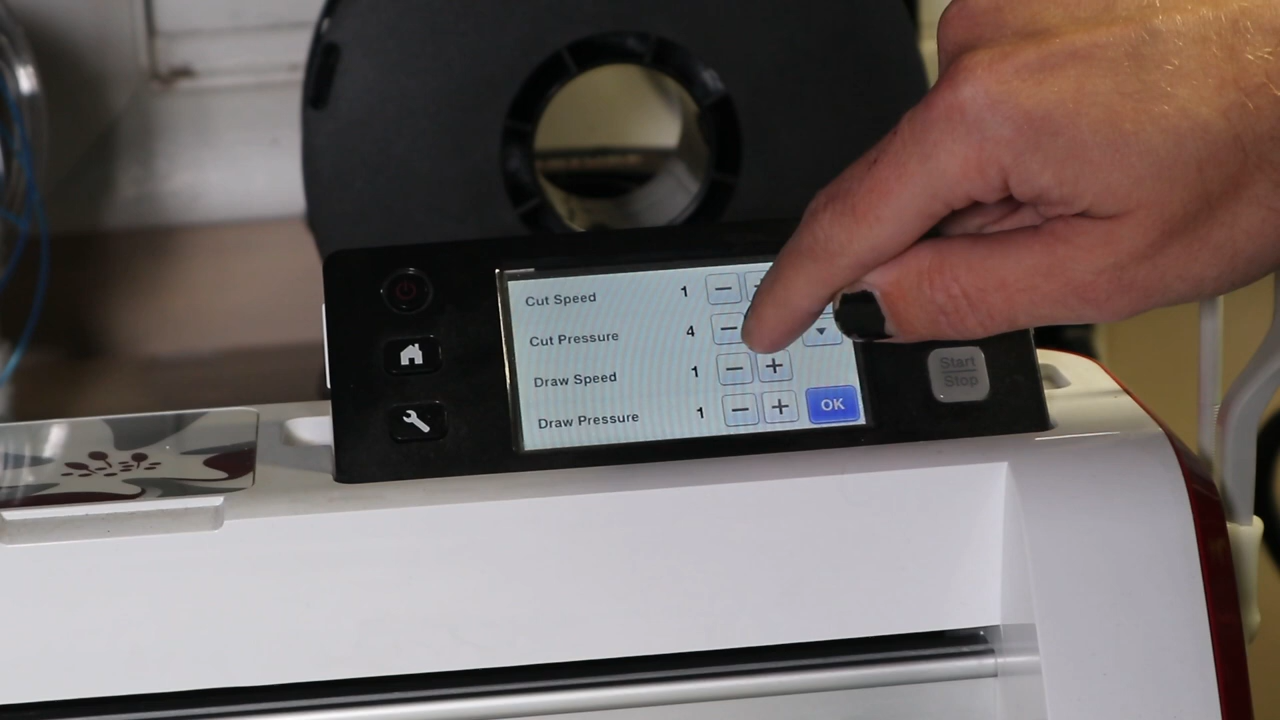 Cut Speed 1 −
Cut Pressure 4 −
Draw Speed 1 − +
Draw Pressure 1 − + OK
Start
Stop